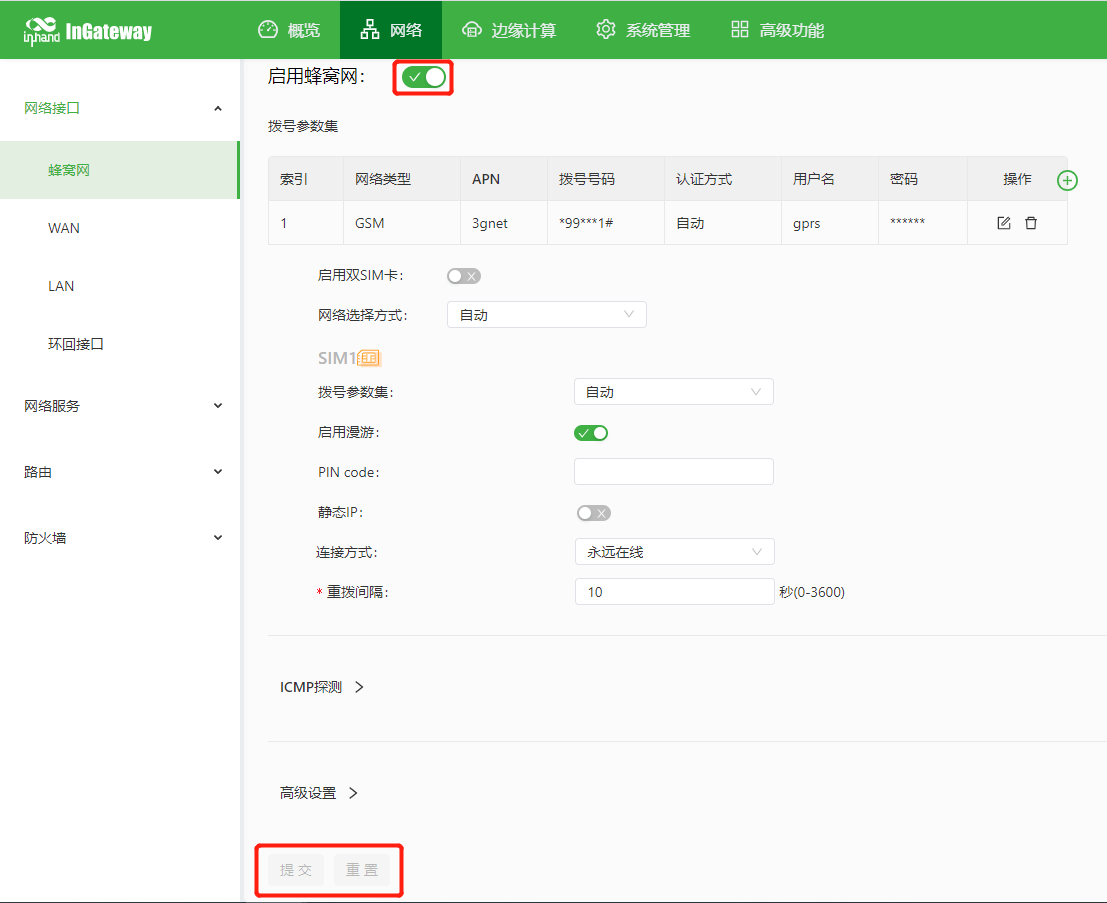 inhand InGateway 概览 网络 边缘计算 系统管理 高级功能
网络接口
蜂窝网
WAN
LAN
环回接口
网络服务
路由
防火墙
启用蜂窝网:
拨号参数集
索引 网络类型 APN 拨号号码 认证方式 用户名 密码 操作
1 GSM 3gnet *99***1# 自动 gprs ******
启用双SIM卡:
网络选择方式: 自动
SIM1
拨号参数集: 自动
启用漫游:
PIN code:
静态IP:
连接方式: 永远在线
* 重拨间隔: 10 秒(0-3600)
ICMP探测
高级设置
提 交 重 置